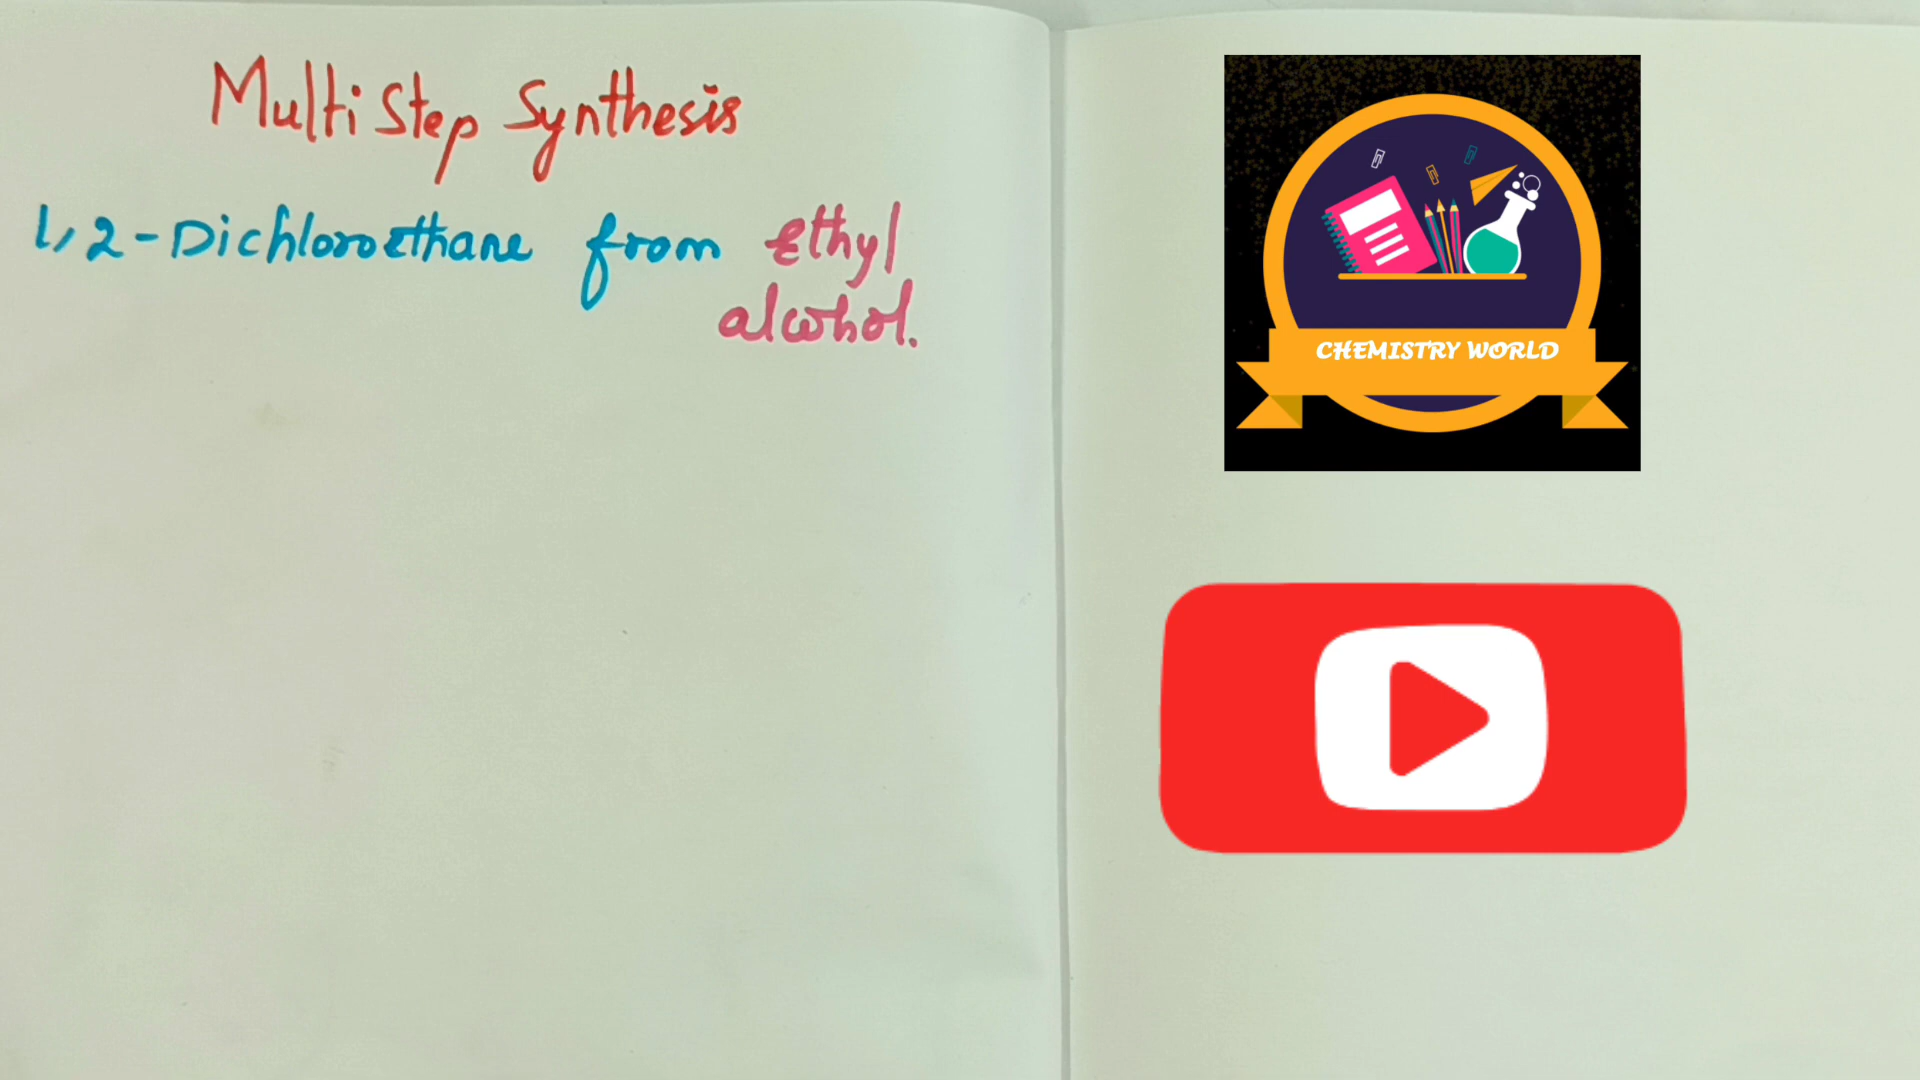 Multi Step Synthesis
1,2-Dichloroethane from Ethyl
alcohol.
CHEMISTRY WORLD